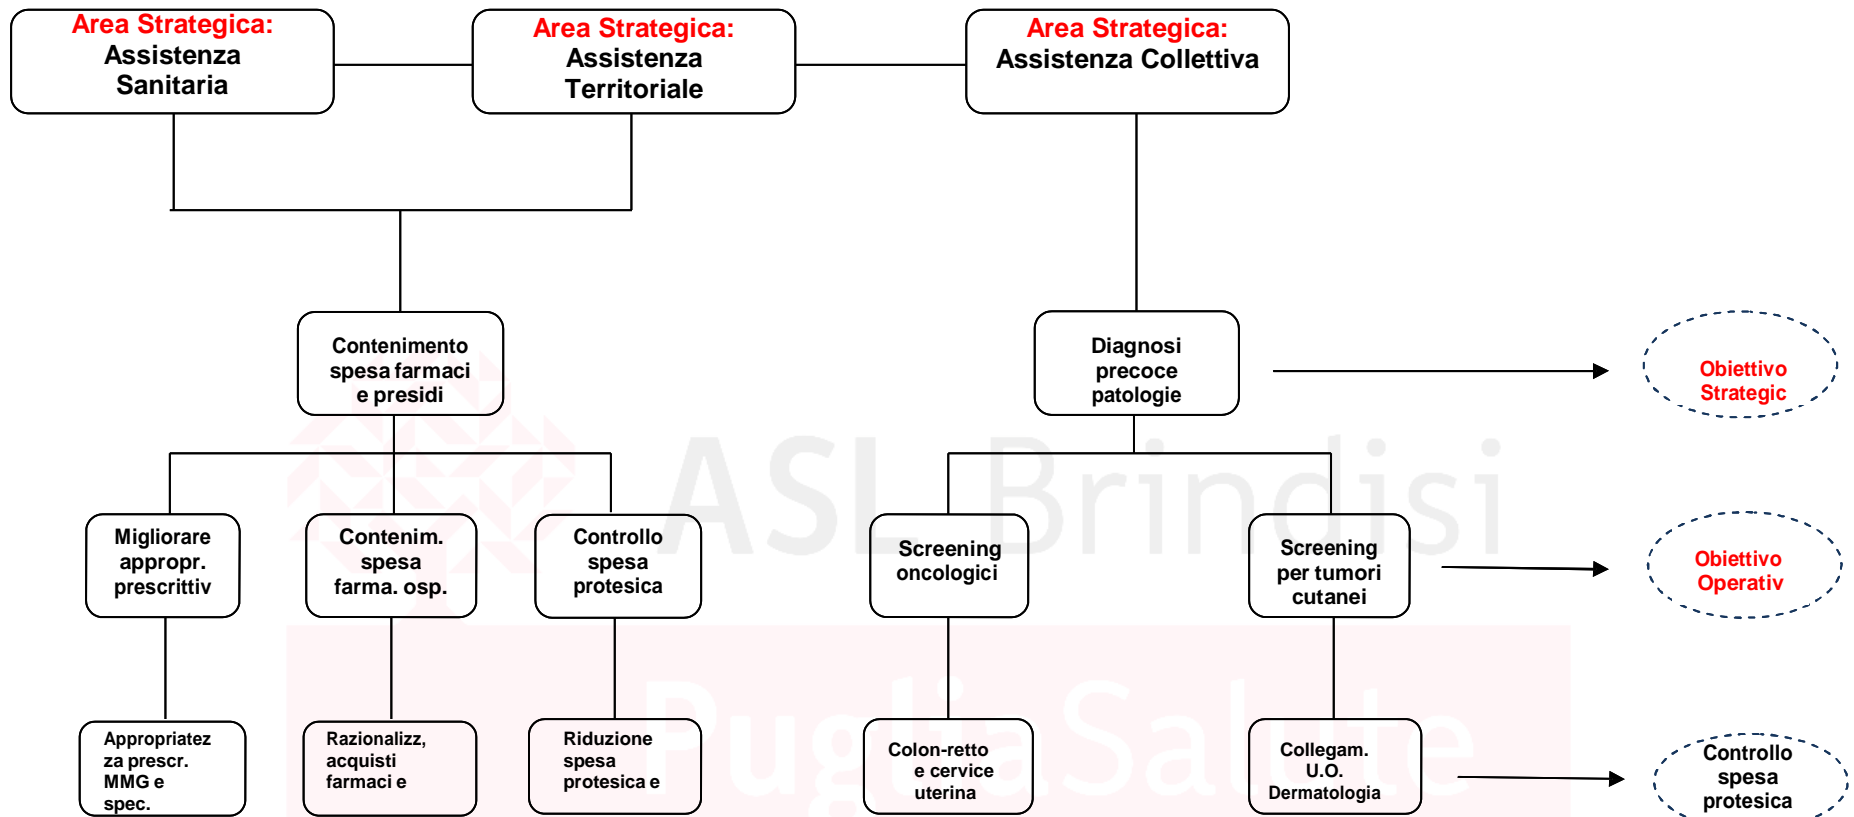 Area Strategica:
Assistenza
Sanitaria
Area Strategica:
Assistenza
Territoriale
Area Strategica:
Assistenza Collettiva
Contenimento
spesa farmaci
e presidi
Diagnosi
precoce
patologie
Obiettivo
Strategic
ASL Brindisi
Migliorare
appropr.
prescrittiv
Contenim.
spesa
farma. osp.
Controllo
spesa
protesica
Screening
oncologici
Screening
per tumori
cutanei
Obiettivo
Operativ
PugliaSalute
Appropriatez
za prescr.
MMG e
spec.
Razionalizz,
acquisti
farmaci e
Riduzione
spesa
protesica e
Colon-retto
e cervice
uterina
Collegam.
U.O.
Dermatologia
Controllo
spesa
protesica